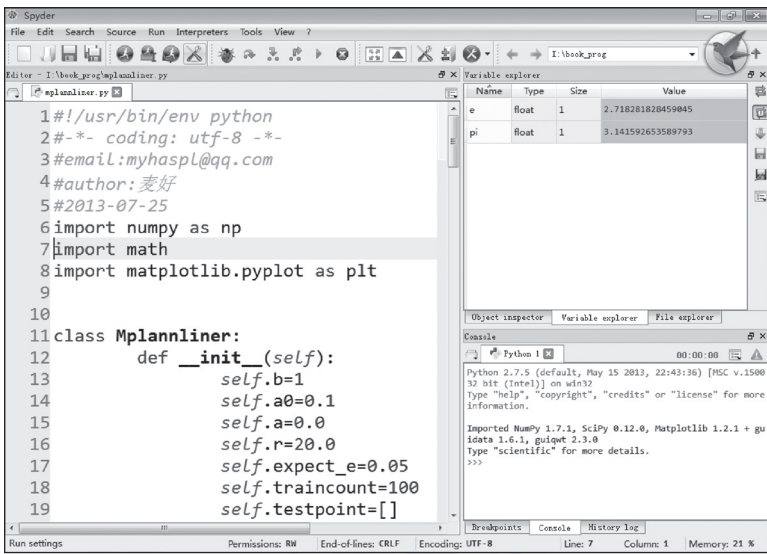 Spyder
File Edit Search Source Run Interpreters Tools View ?
I:\book_prog
Editor - I:\book_prog\mplannliner.py
mplannliner.py
1 #!/usr/bin/env python
2 #-*- coding: utf-8 -*-
3 #email:myhaspl@qq.com
4 #author:麦好
5 #2013-07-25
6 import numpy as np
7 import math
8 import matplotlib.pyplot as plt
9
10
11 class Mplannliner:
12 def __init__(self):
13 self.b=1
14 self.a0=0.1
15 self.a=0.0
16 self.r=20.0
17 self.expect_e=0.05
18 self.traincount=100
19 self.testpoint=[]
Variable explorer
Name Type Size Value
e float 1 2.718281828459045
pi float 1 3.141592653589793
Object inspector Variable explorer File explorer
Console
Python 1 00:00:08
Python 2.7.5 (default, May 15 2013, 22:43:36) [MSC v.1500
32 bit (Intel)] on win32
Type "help", "copyright", "credits" or "license" for more
information.
Imported NumPy 1.7.1, SciPy 0.12.0, Matplotlib 1.2.1 + gu
idata 1.6.1, guiqwt 2.3.0
Type "scientific" for more details.
>>>
Breakpoints Console History log
Run settings Permissions: RW End-of-lines: CRLF Encoding: UTF-8 Line: 7 Column: 1 Memory: 21 %